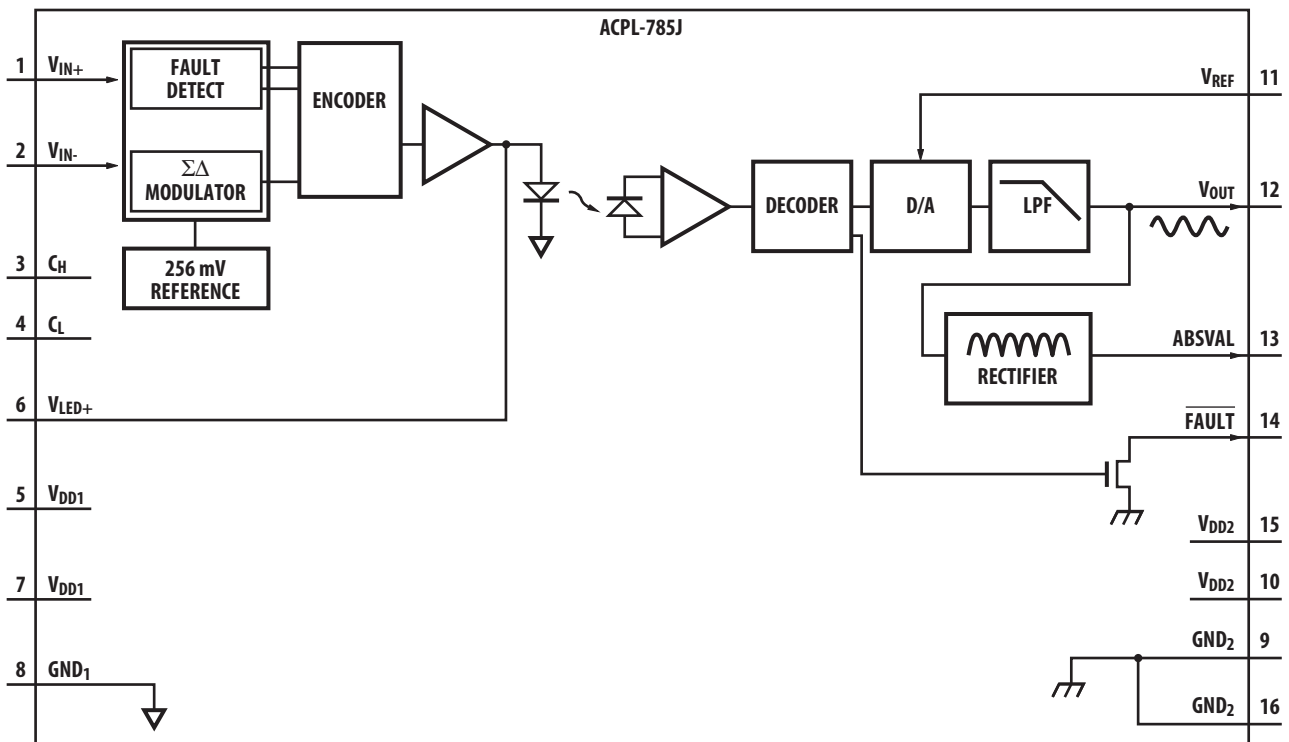 ACPL-785J
1 VIN+
FAULT
DETECT
ENCODER
VREF 11
2 VIN-
ΣΔ
MODULATOR
DECODER
D/A
LPF
VOUT 12
3 CH
256 mV
REFERENCE
4 CL
RECTIFIER
ABSVAL 13
6 VLED+
FAULT 14
5 VDD1
VDD2 15
7 VDD1
VDD2 10
GND2 9
8 GND1
GND2 16